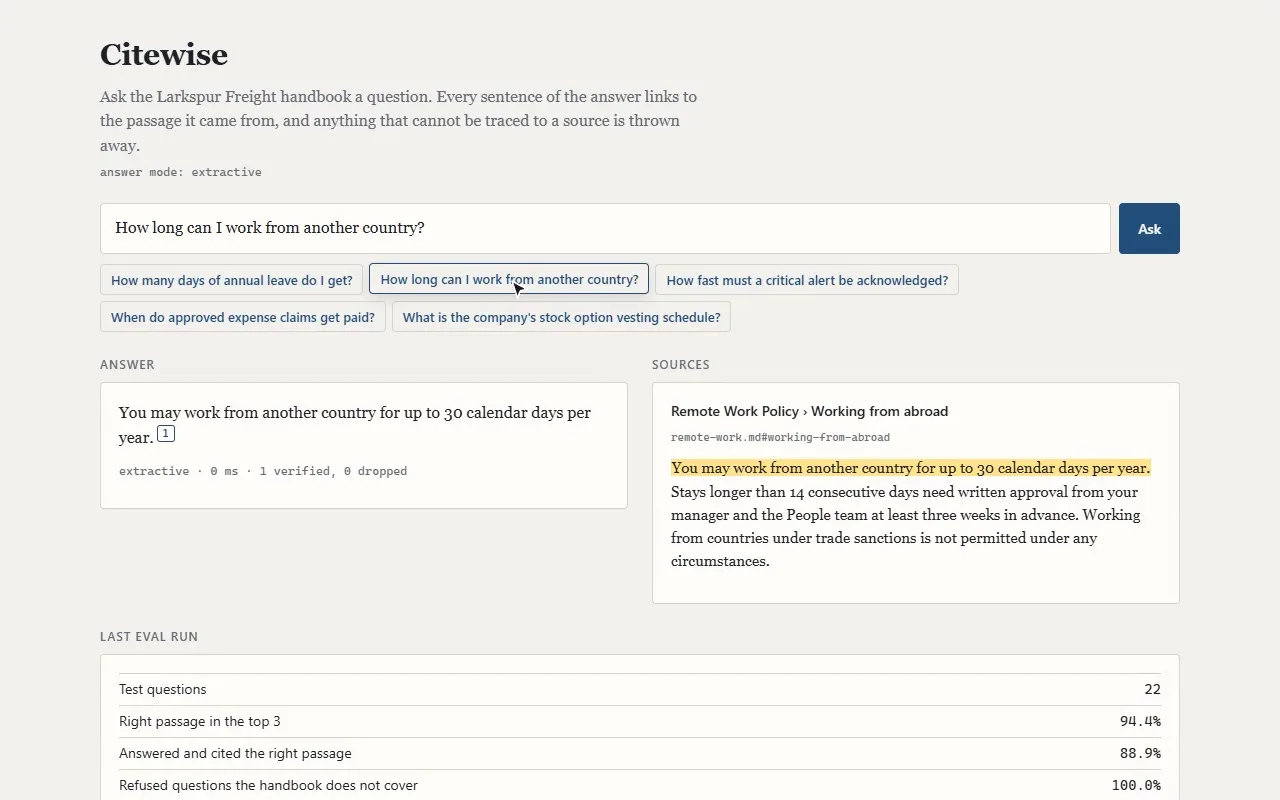 Citewise
Ask the Larkspur Freight handbook a question. Every sentence of the answer links to
the passage it came from, and anything that cannot be traced to a source is thrown
away.
answer mode: extractive
How long can I work from another country?
Ask
How many days of annual leave do I get?
How long can I work from another country?
How fast must a critical alert be acknowledged?
When do approved expense claims get paid?
What is the company's stock option vesting schedule?
ANSWER
You may work from another country for up to 30 calendar days per
year. 1
extractive · 0 ms · 1 verified, 0 dropped
SOURCES
Remote Work Policy › Working from abroad
remote-work.md#working-from-abroad
You may work from another country for up to 30 calendar days per year.
Stays longer than 14 consecutive days need written approval from your
manager and the People team at least three weeks in advance. Working
from countries under trade sanctions is not permitted under any
circumstances.
LAST EVAL RUN
Test questions 22
Right passage in the top 3 94.4%
Answered and cited the right passage 88.9%
Refused questions the handbook does not cover 100.0%